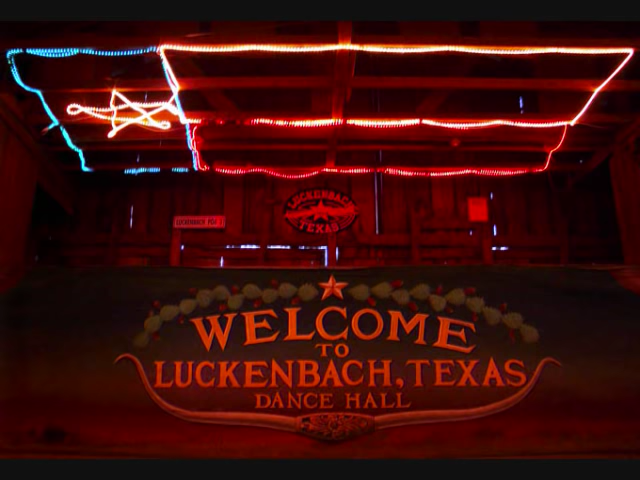 LUCKENBACH
TEXAS
WELCOME
TO
LUCKENBACH, TEXAS
DANCE HALL